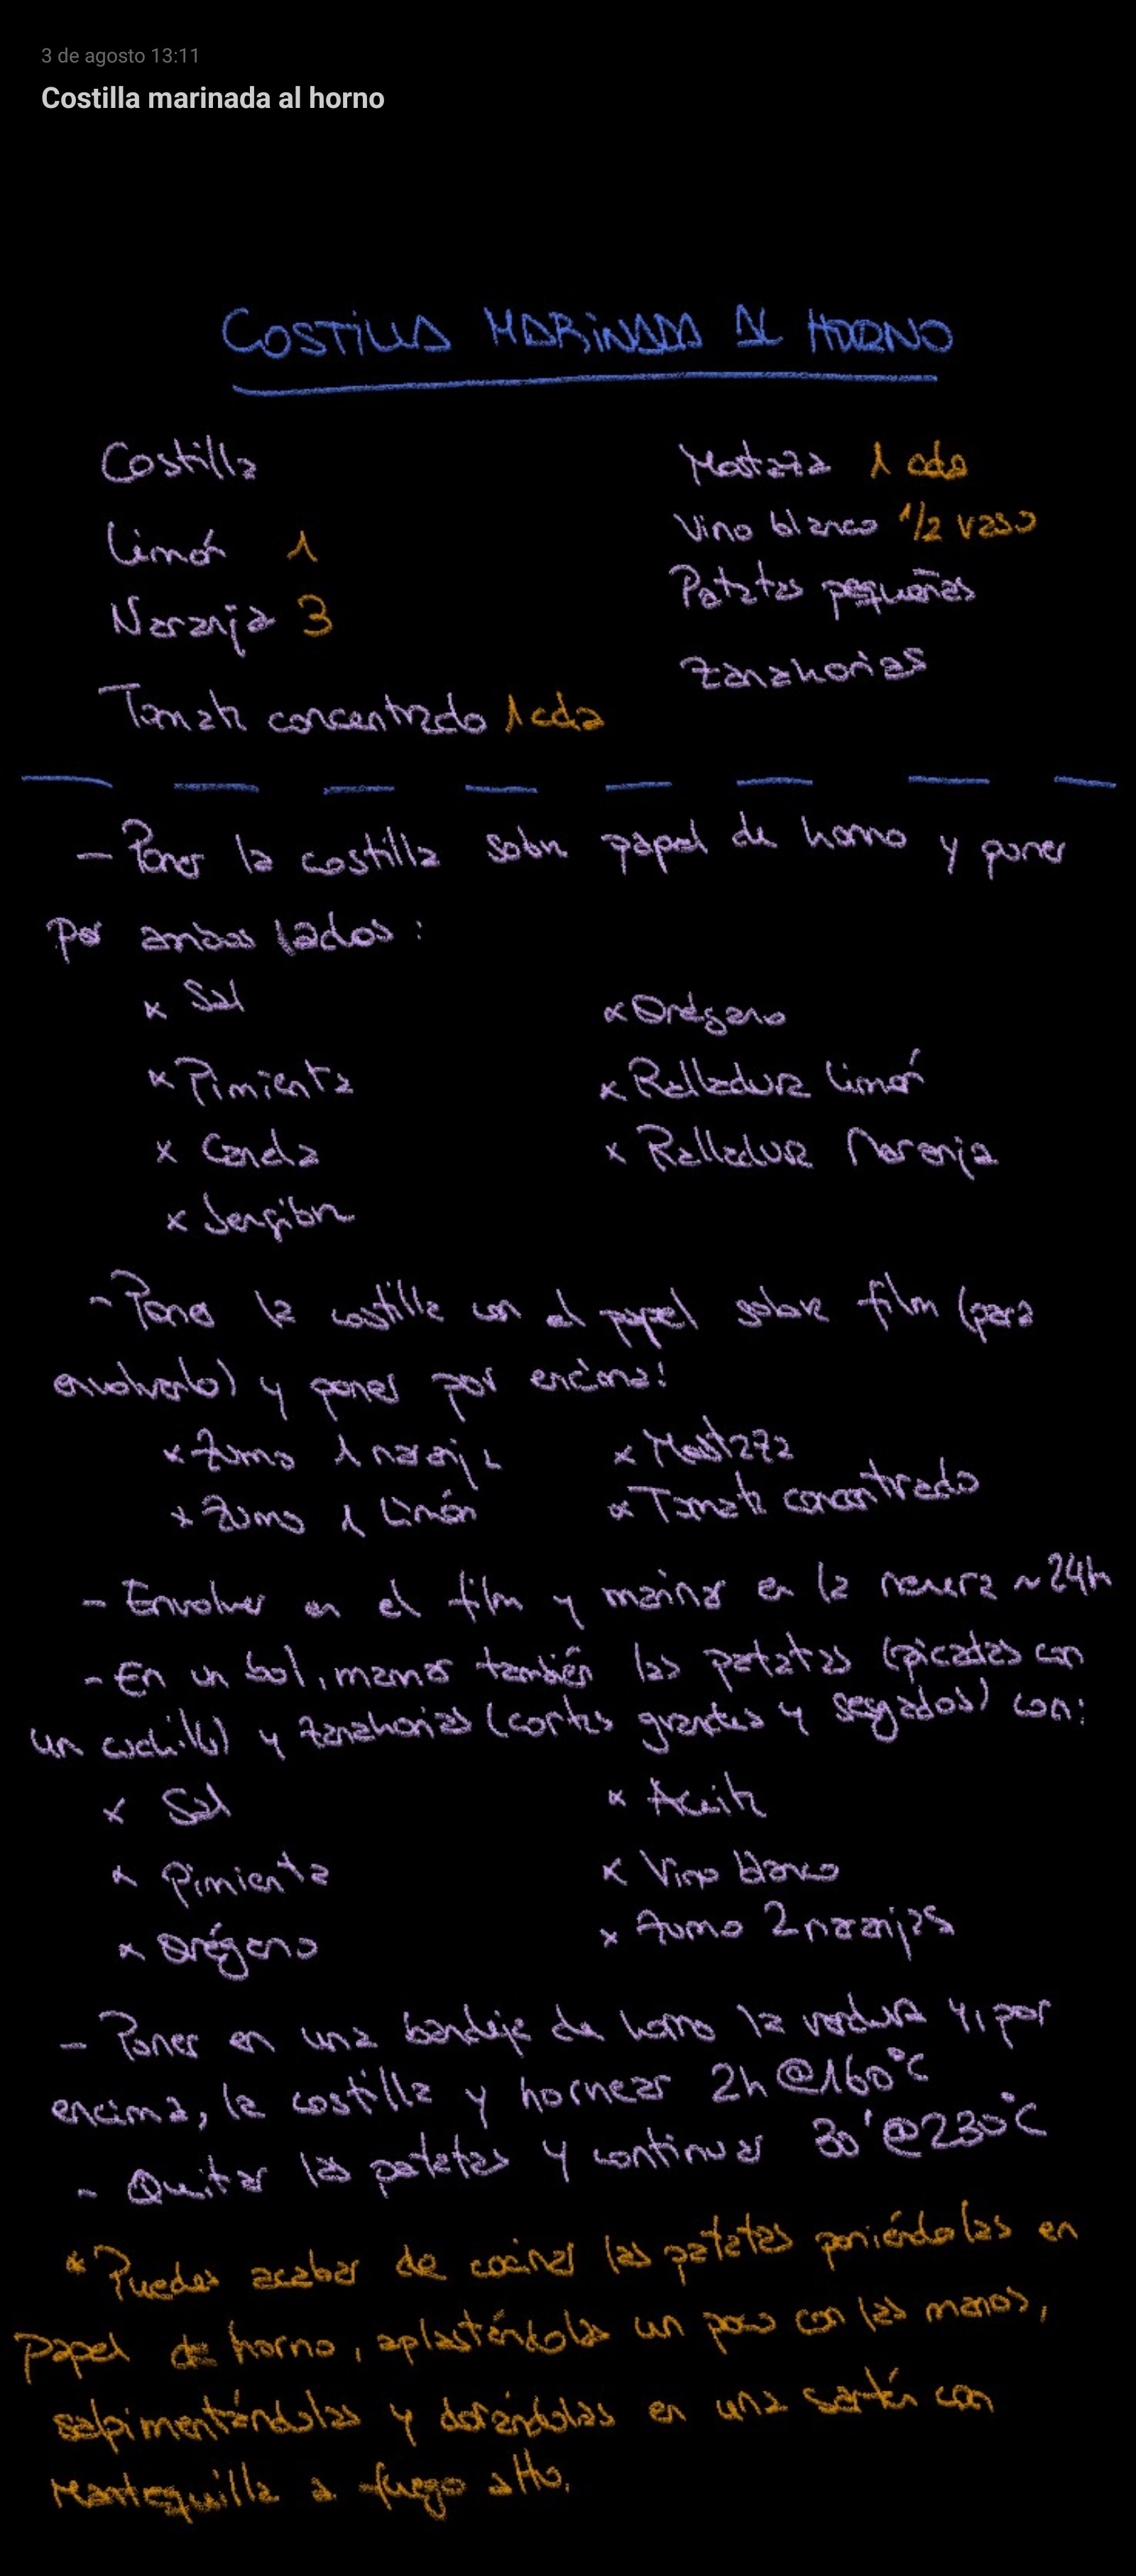 3 de agosto 13:11
Costilla marinada al horno
COSTILLA MARINADA AL HORNO
Costilla
Limón 1
Naranja 3
Tomate concentrado 1 cda
Mostaza 1 cda
Vino blanco 1/2 vaso
Patatas pequeñas
Zanahorias
- Poner la costilla sobre papel de horno y poner
por ambos lados:
x Sal
x Pimienta
x Canela
x Jengibre
x Orégano
x Ralladura Limón
x Ralladura Naranja
- Poner la costilla con el papel sobre film (para
envolverlo) y poner por encima:
x Zumo 1 naranja
x Zumo 1 Limón
x Mostaza
x Tomate concentrado
- Envolver en el film y marinar en la nevera ~24h
- En un bol, marinar también las patatas (picadas con
un cuchillo) y zanahorias (cortes grandes y sesgados) con:
x Sal
x Pimienta
x Orégano
x Aceite
x Vino blanco
x Zumo 2 naranjas
- Poner en una bandeja de horno la verdura y, por
encima, la costilla y hornear 2h @160°C
- Quitar las patatas y continuar 30' @230°C
* Puedes acabar de cocinar las patatas poniéndolas en
papel de horno, aplastándolas un poco con las manos,
salpimentándolas y dorándolas en una sartén con
Mantequilla a fuego alto.